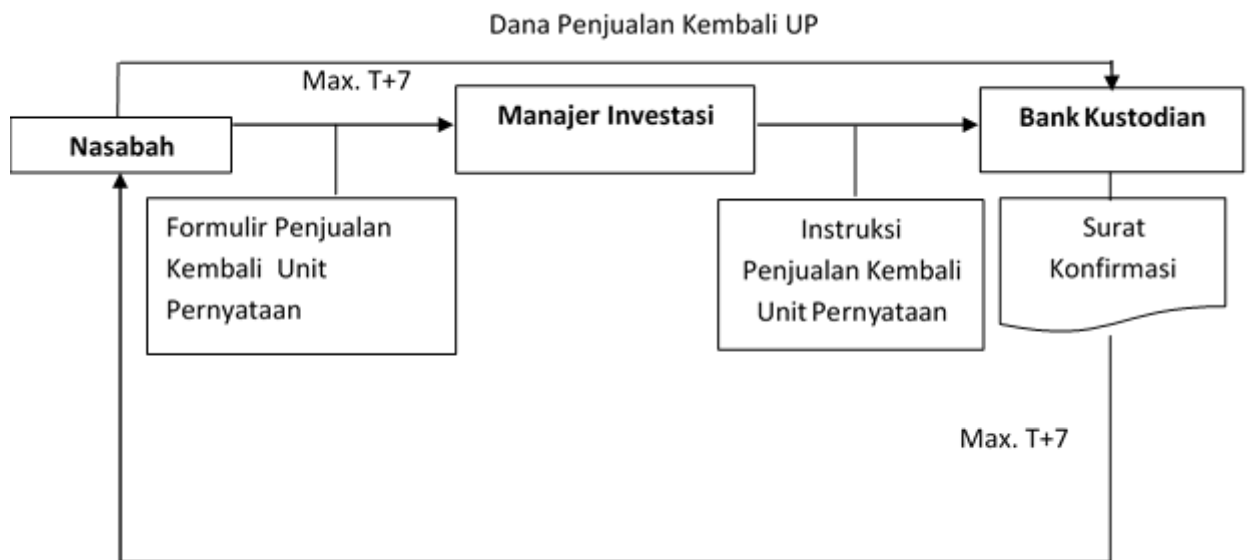 Dana Penjualan Kembali UP
Max. T+7
Nasabah
Manajer Investasi
Bank Kustodian
Formulir Penjualan
Kembali Unit
Pernyataan
Instruksi
Penjualan Kembali
Unit Pernyataan
Surat
Konfirmasi
Max. T+7